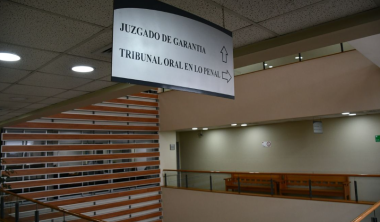 JUZGADO DE GARANTIA
TRIBUNAL ORAL EN LO PENAL